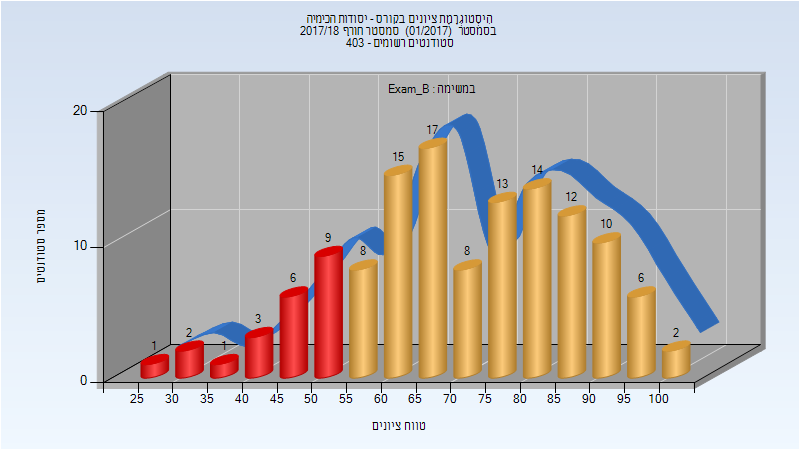 היסטוגרמת ציונים בקורס - יסודות הכימיה
בסמסטר (01/2017) סמסטר חורף 2017/18
סטודנטים רשומים - 403
במשימה : Exam_B
מספר סטודנטים
20
10
0
1
2
1
3
6
9
8
15
17
8
13
14
12
10
6
2
25 30 35 40 45 50 55 60 65 70 75 80 85 90 95 100
טווח ציונים